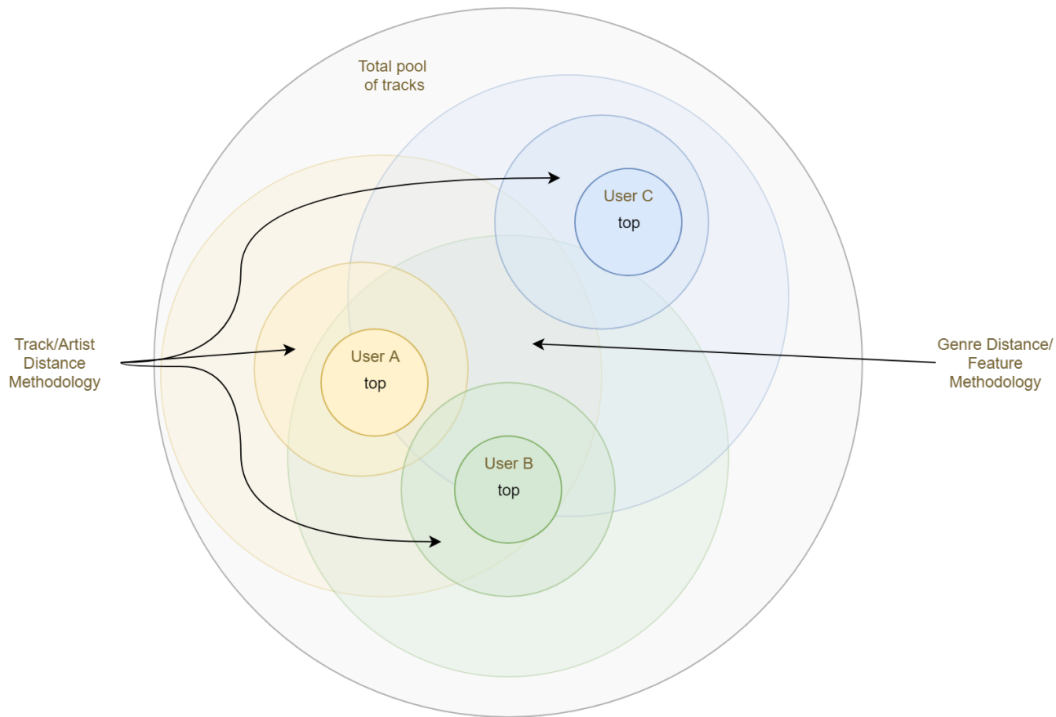 Total pool
of tracks
User C
top
Track/Artist
Distance
Methodology
User A
top
Genre Distance/
Feature
Methodology
User B
top